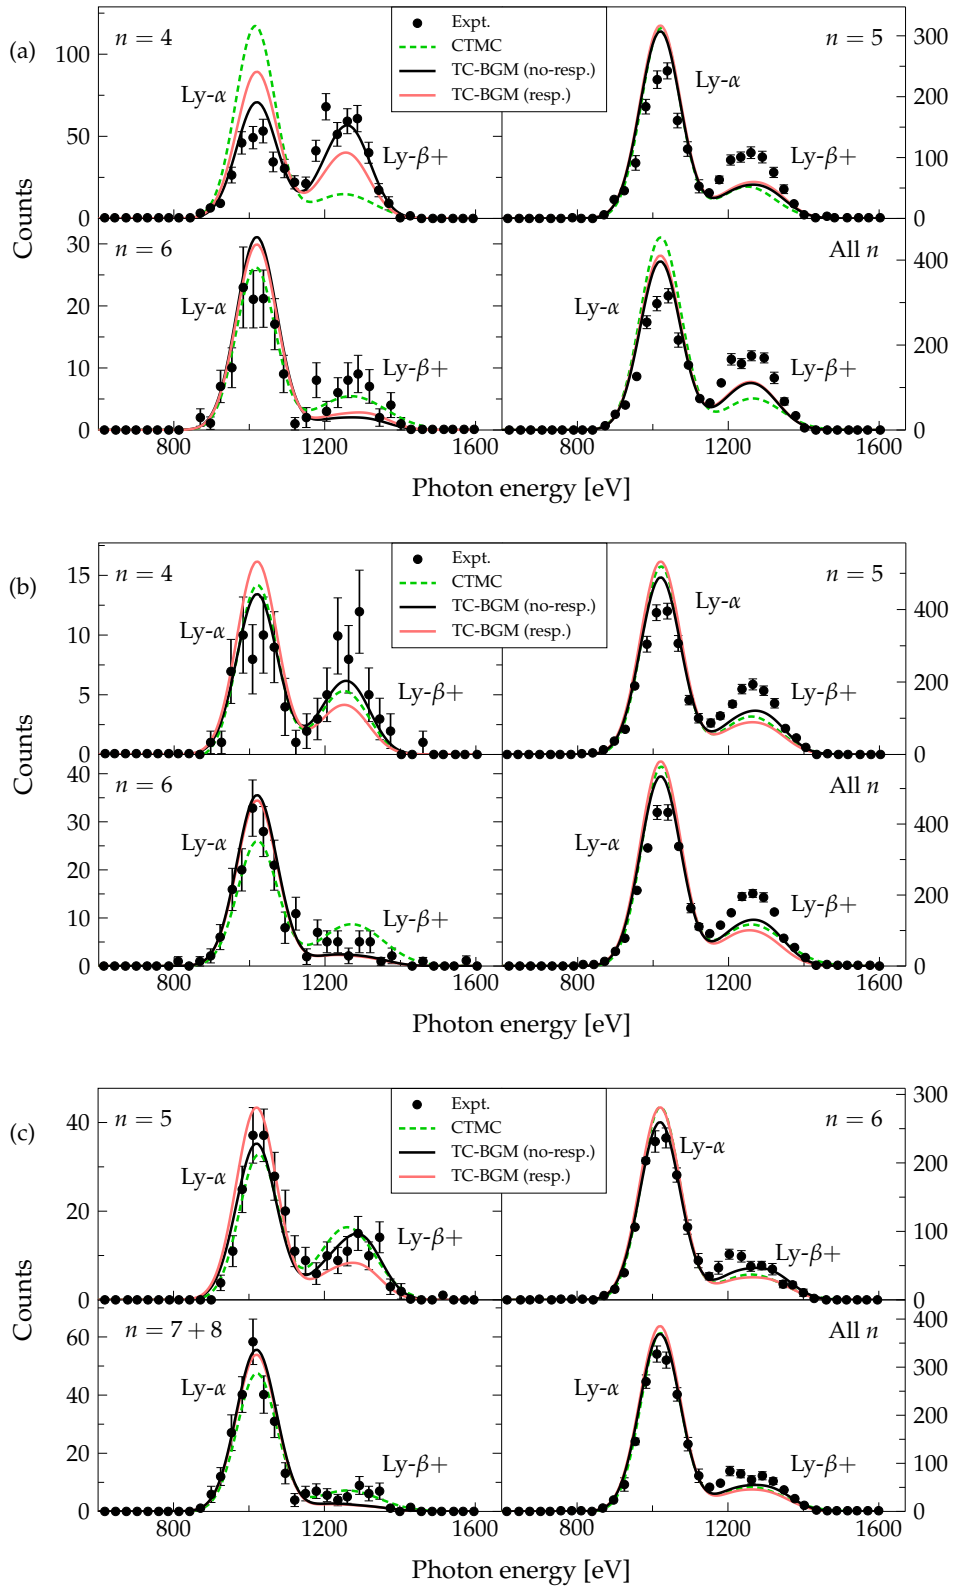 (a)
n = 4
Expt.
CTMC
TC-BGM (no-resp.)
TC-BGM (resp.)
n = 5
Ly-α
Ly-β+
Ly-α
Ly-β+
100
50
0
300
200
100
0
n = 6
All n
Ly-α
Ly-β+
Ly-α
Ly-β+
30
20
10
0
400
200
0
Counts
800 1200 1600 800 1200 1600
Photon energy [eV]
(b)
n = 4
Expt.
CTMC
TC-BGM (no-resp.)
TC-BGM (resp.)
n = 5
Ly-α
Ly-β+
Ly-α
Ly-β+
15
10
5
0
400
200
0
n = 6
All n
Ly-α
Ly-β+
Ly-α
Ly-β+
40
30
20
10
0
400
200
0
Counts
800 1200 1600 800 1200 1600
Photon energy [eV]
(c)
n = 5
Expt.
CTMC
TC-BGM (no-resp.)
TC-BGM (resp.)
n = 6
Ly-α
Ly-β+
Ly-α
Ly-β+
40
20
0
300
200
100
0
n = 7 + 8
All n
Ly-α
Ly-β+
Ly-α
Ly-β+
60
40
20
0
400
300
200
100
0
Counts
800 1200 1600 800 1200 1600
Photon energy [eV]